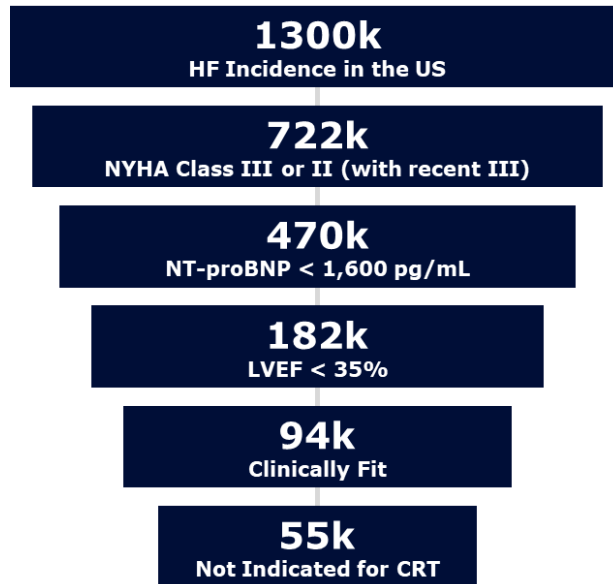 1300k
HF Incidence in the US
722k
NYHA Class III or II (with recent III)
470k
NT-proBNP < 1,600 pg/mL
182k
LVEF < 35%
94k
Clinically Fit
55k
Not Indicated for CRT